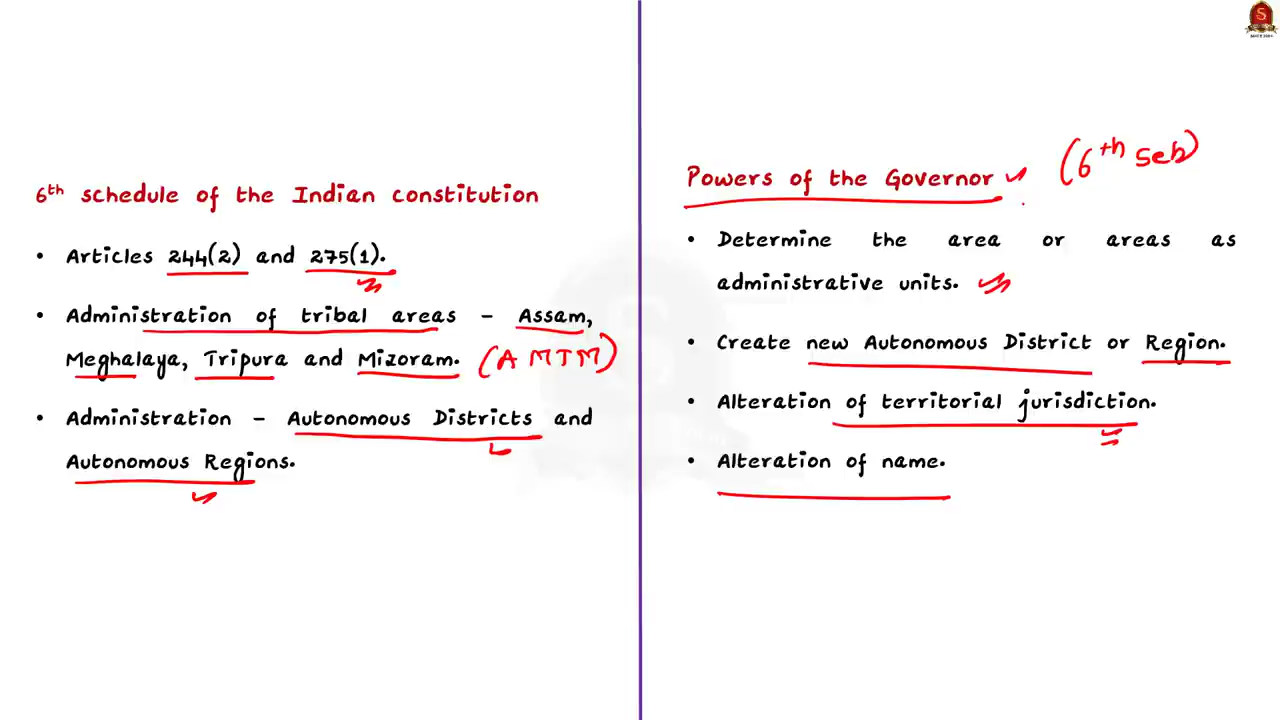 6th schedule of the Indian constitution
• Articles 244(2) and 275(1).
• Administration of tribal areas - Assam,
Meghalaya, Tripura and Mizoram. (AMTM)
• Administration - Autonomous Districts and
Autonomous Regions.
Powers of the Governor (6th Sch)
• Determine the area or areas as
administrative units.
• Create new Autonomous District or Region.
• Alteration of territorial jurisdiction.
• Alteration of name.